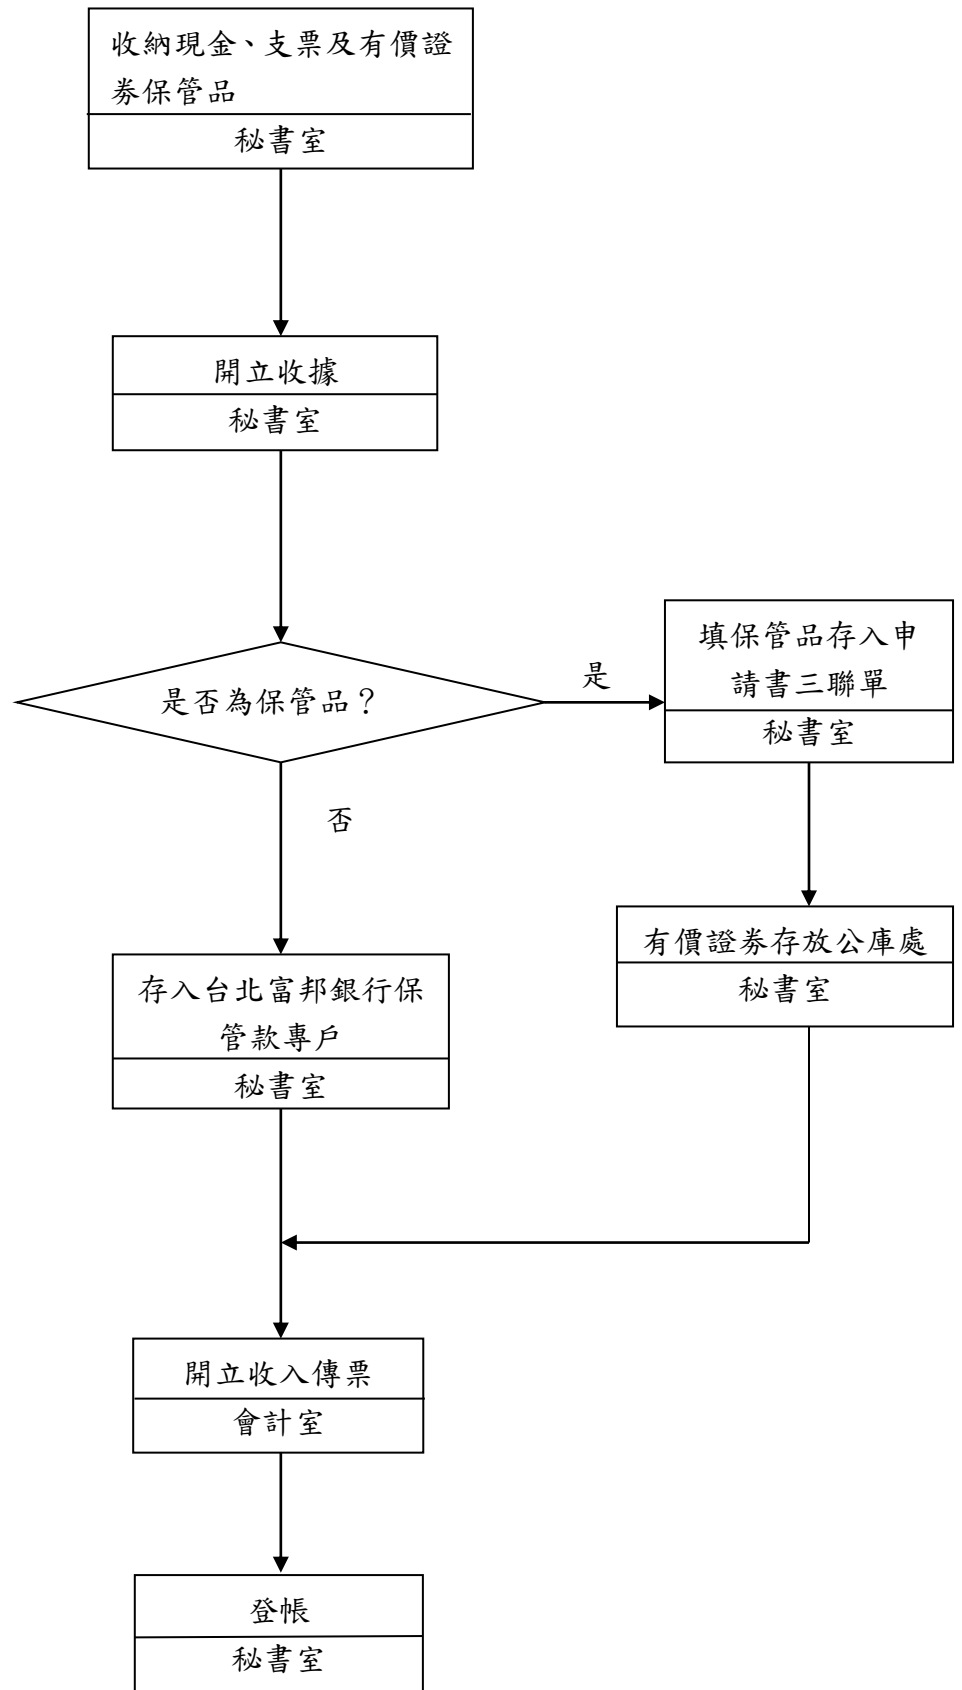 收納現金、支票及有價證
券保管品
秘書室
開立收據
秘書室
是否為保管品？
是
填保管品存入申
請書三聯單
秘書室
否
有價證券存放公庫處
秘書室
存入台北富邦銀行保
管款專戶
秘書室
開立收入傳票
會計室
登帳
秘書室